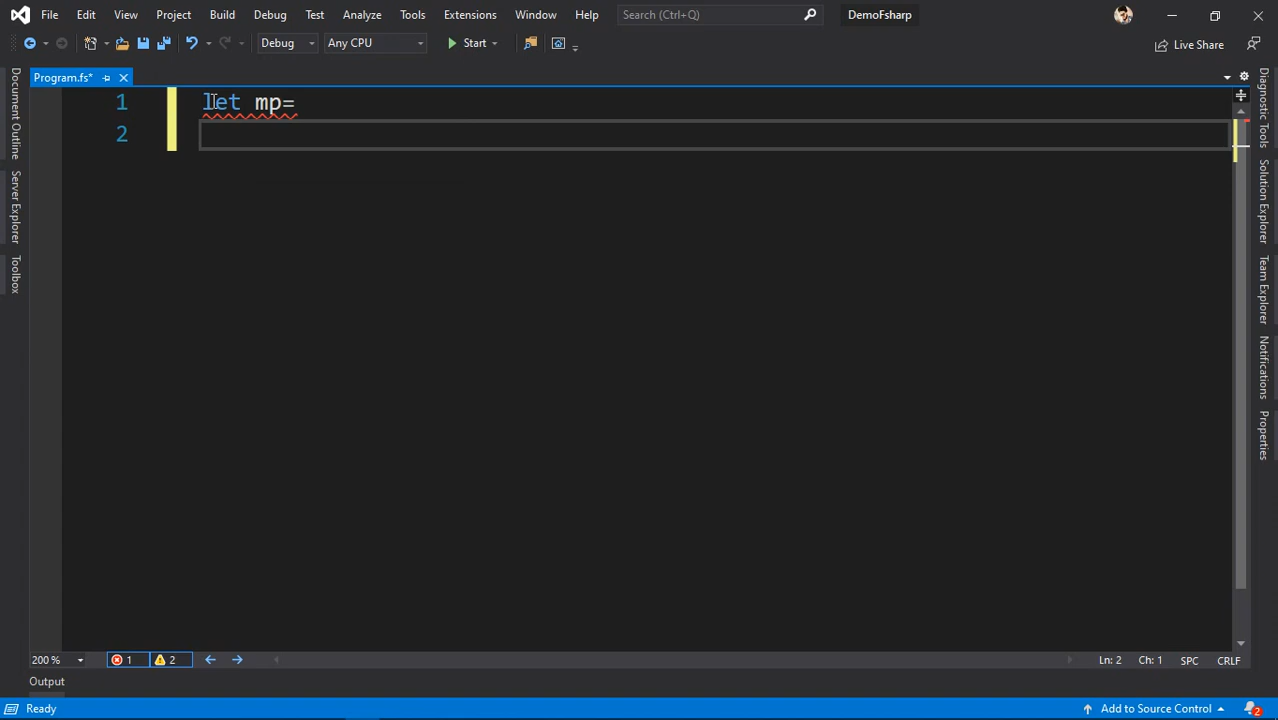 File Edit View Project Build Debug Test Analyze Tools Extensions Window Help Search (Ctrl+Q) DemoFsharp
Debug Any CPU Start Live Share
Program.fs*
Document Outline
Server Explorer
Toolbox
1 let mp=
2
Diagnostic Tools
Solution Explorer
Team Explorer
Notifications
Properties
200 % 1 2 Ln: 2 Ch: 1 SPC CRLF
Output
Ready Add to Source Control 2